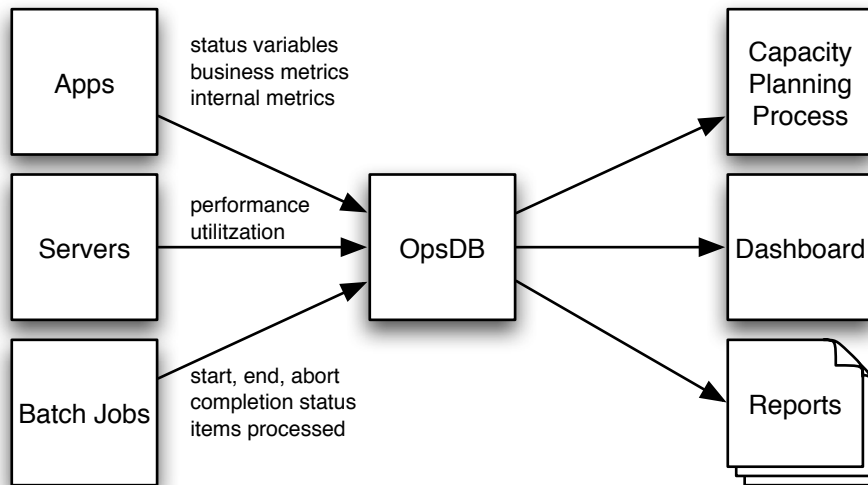 Apps
status variables
business metrics
internal metrics
Capacity
Planning
Process
Servers
performance
utilitzation
OpsDB
Dashboard
Batch Jobs
start, end, abort
completion status
items processed
Reports